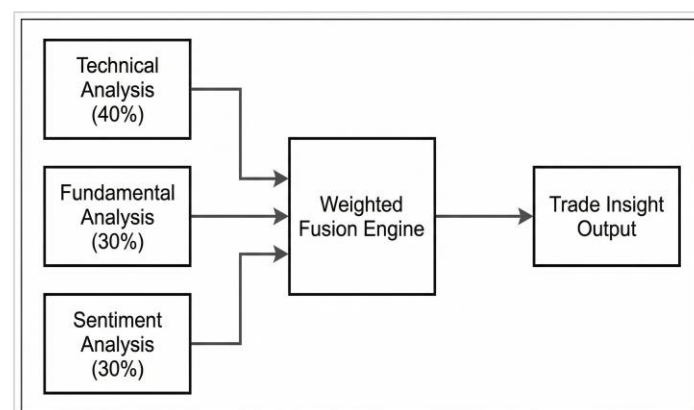 Technical
Analysis
(40%)
Fundamental
Analysis
(30%)
Sentiment
Analysis
(30%)
Weighted
Fusion Engine
Trade Insight
Output